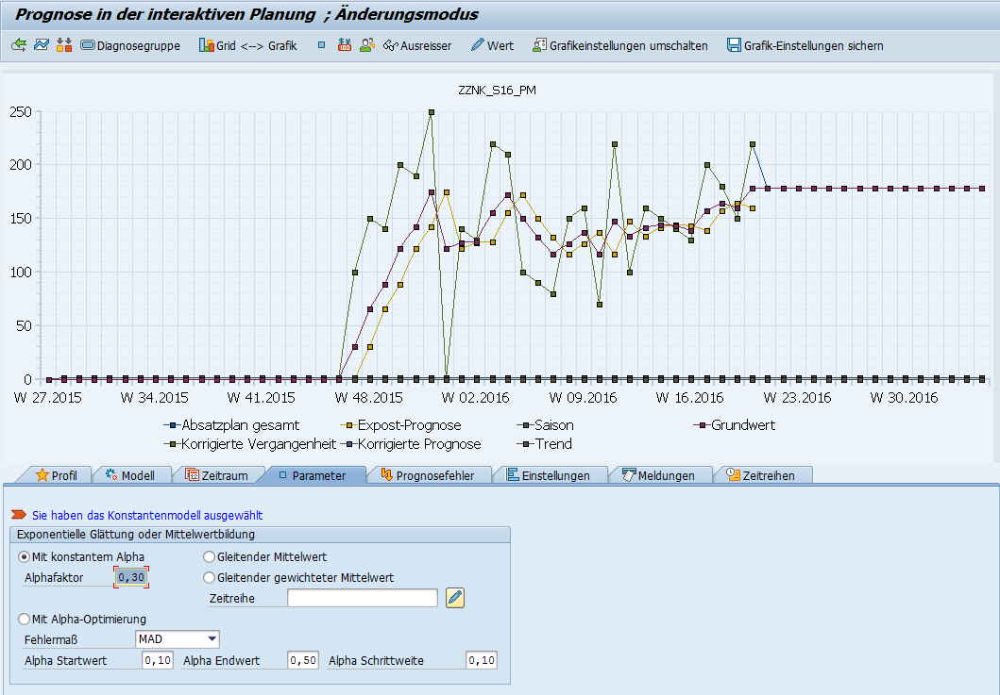 Prognose in der interaktiven Planung ; Änderungsmodus
Diagnosegruppe Grid <--> Grafik Ausreisser Wert Grafikeinstellungen umschalten Grafik-Einstellungen sichern
ZZNK_S16_PM
250
200
150
100
50
0
W 27.2015 W 34.2015 W 41.2015 W 48.2015 W 02.2016 W 09.2016 W 16.2016 W 23.2016 W 30.2016
Absatzplan gesamt Expost-Prognose Saison Grundwert
Korrigierte Vergangenheit Korrigierte Prognose Trend
Profil Modell Zeitraum Parameter Prognosefehler Einstellungen Meldungen Zeitreihen
Sie haben das Konstantenmodell ausgewählt
Exponentielle Glättung oder Mittelwertbildung
Mit konstantem Alpha Gleitender Mittelwert
Alphafaktor 0,30 Gleitender gewichteter Mittelwert
Zeitreihe
Mit Alpha-Optimierung
Fehlermaß MAD
Alpha Startwert 0,10 Alpha Endwert 0,50 Alpha Schrittweite 0,10